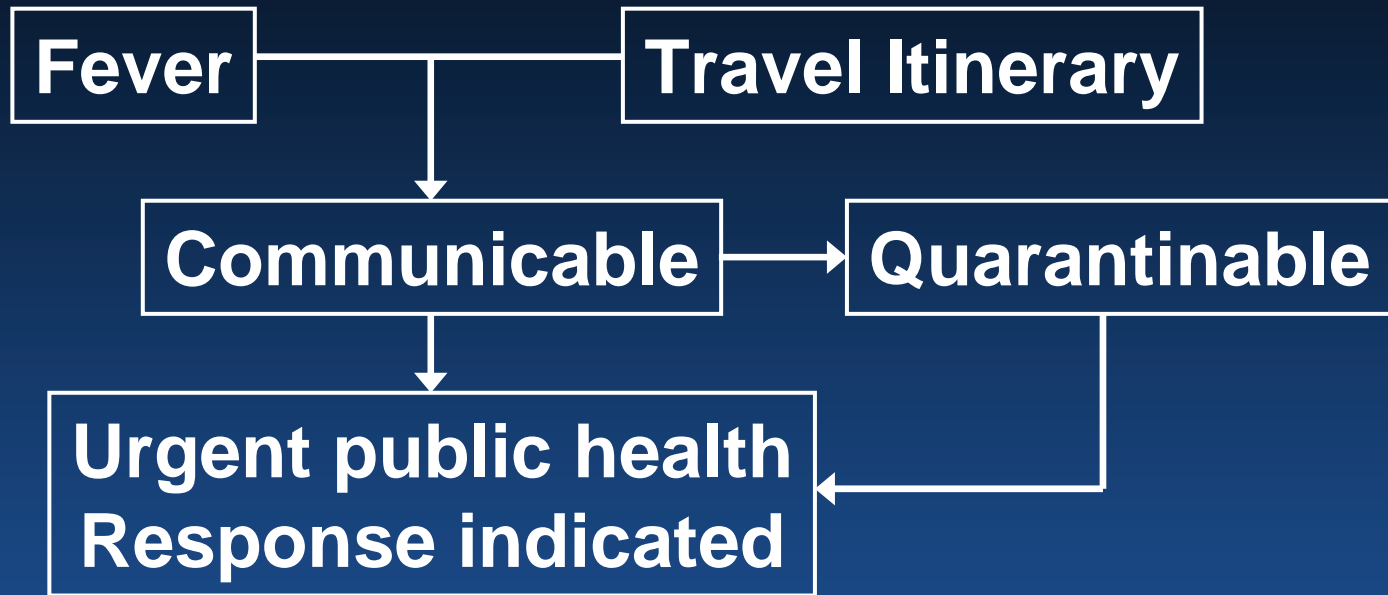 Fever
Travel Itinerary
Communicable
Quarantinable
Urgent public health
Response indicated